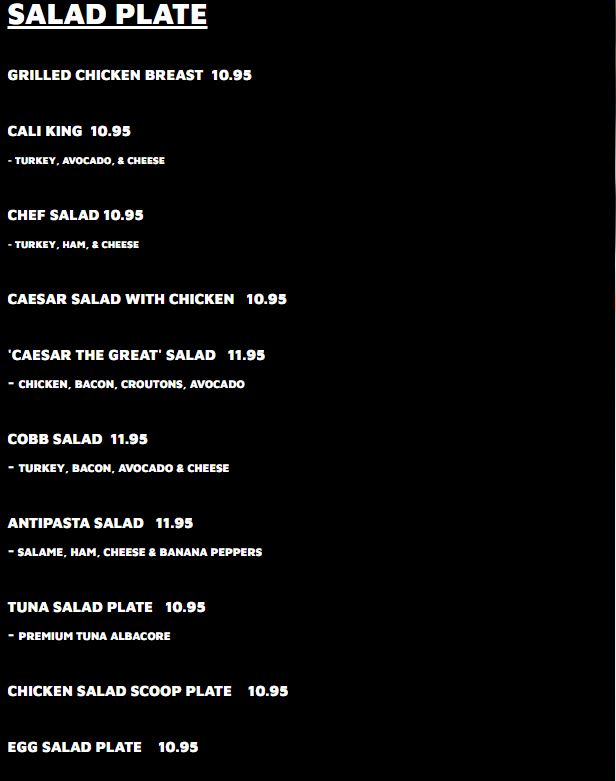 SALAD PLATE
GRILLED CHICKEN BREAST 10.95
CALI KING 10.95
- TURKEY, AVOCADO, & CHEESE
CHEF SALAD 10.95
- TURKEY, HAM, & CHEESE
CAESAR SALAD WITH CHICKEN 10.95
'CAESAR THE GREAT' SALAD 11.95
- CHICKEN, BACON, CROUTONS, AVOCADO
COBB SALAD 11.95
- TURKEY, BACON, AVOCADO & CHEESE
ANTIPASTA SALAD 11.95
- SALAME, HAM, CHEESE & BANANA PEPPERS
TUNA SALAD PLATE 10.95
- PREMIUM TUNA ALBACORE
CHICKEN SALAD SCOOP PLATE 10.95
EGG SALAD PLATE 10.95